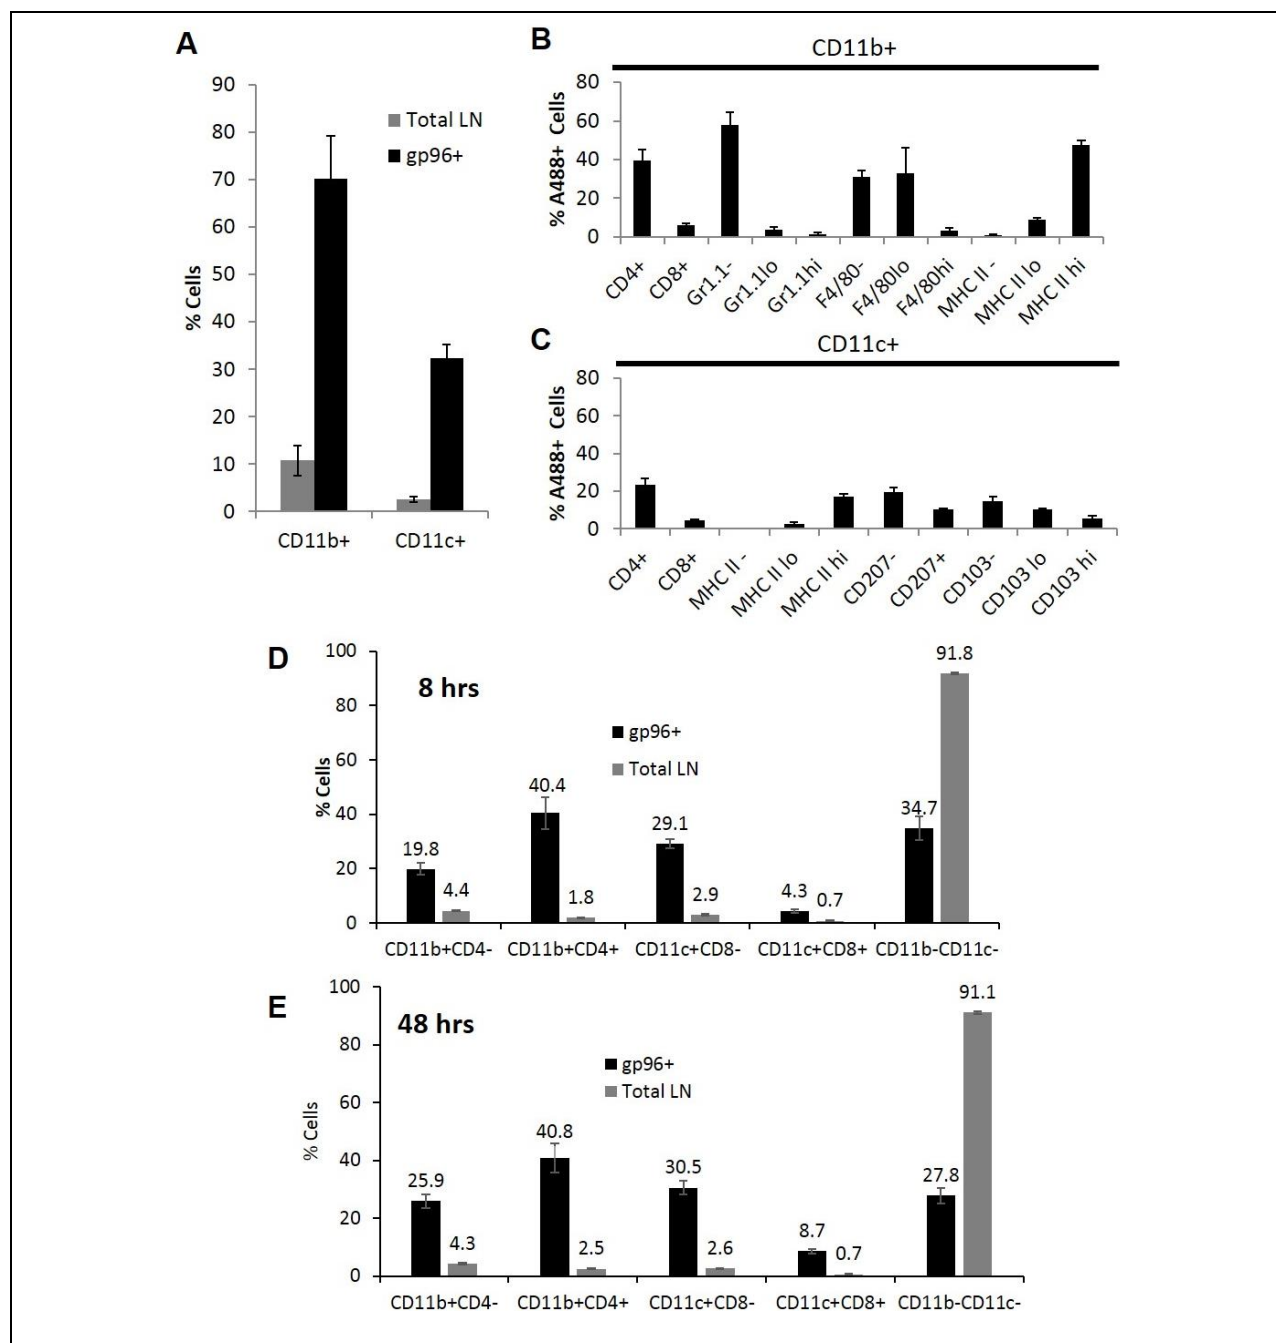 A
90
80
70
60
50
40
30
20
10
0
% Cells
Total LN
gp96+
CD11b+ CD11c+
B
CD11b+
80
60
40
20
0
% A488+ Cells
CD4+ CD8+ Gr1.1- Gr1.1lo Gr1.1hi F4/80- F4/80lo F4/80hi MHC II - MHC II lo MHC II hi
C
CD11c+
80
60
40
20
0
% A488+ Cells
CD4+ CD8+ MHC II - MHC II lo MHC II hi CD207- CD207+ CD103- CD103 lo CD103 hi
D
8 hrs
100
80
60
40
20
0
% Cells
gp96+
Total LN
19.8 4.4 40.4 1.8 29.1 2.9 4.3 0.7 34.7 91.8
CD11b+CD4- CD11b+CD4+ CD11c+CD8- CD11c+CD8+ CD11b-CD11c-
E
48 hrs
100
80
60
40
20
0
% Cells
gp96+
Total LN
25.9 4.3 40.8 2.5 30.5 2.6 8.7 0.7 27.8 91.1
CD11b+CD4- CD11b+CD4+ CD11c+CD8- CD11c+CD8+ CD11b-CD11c-